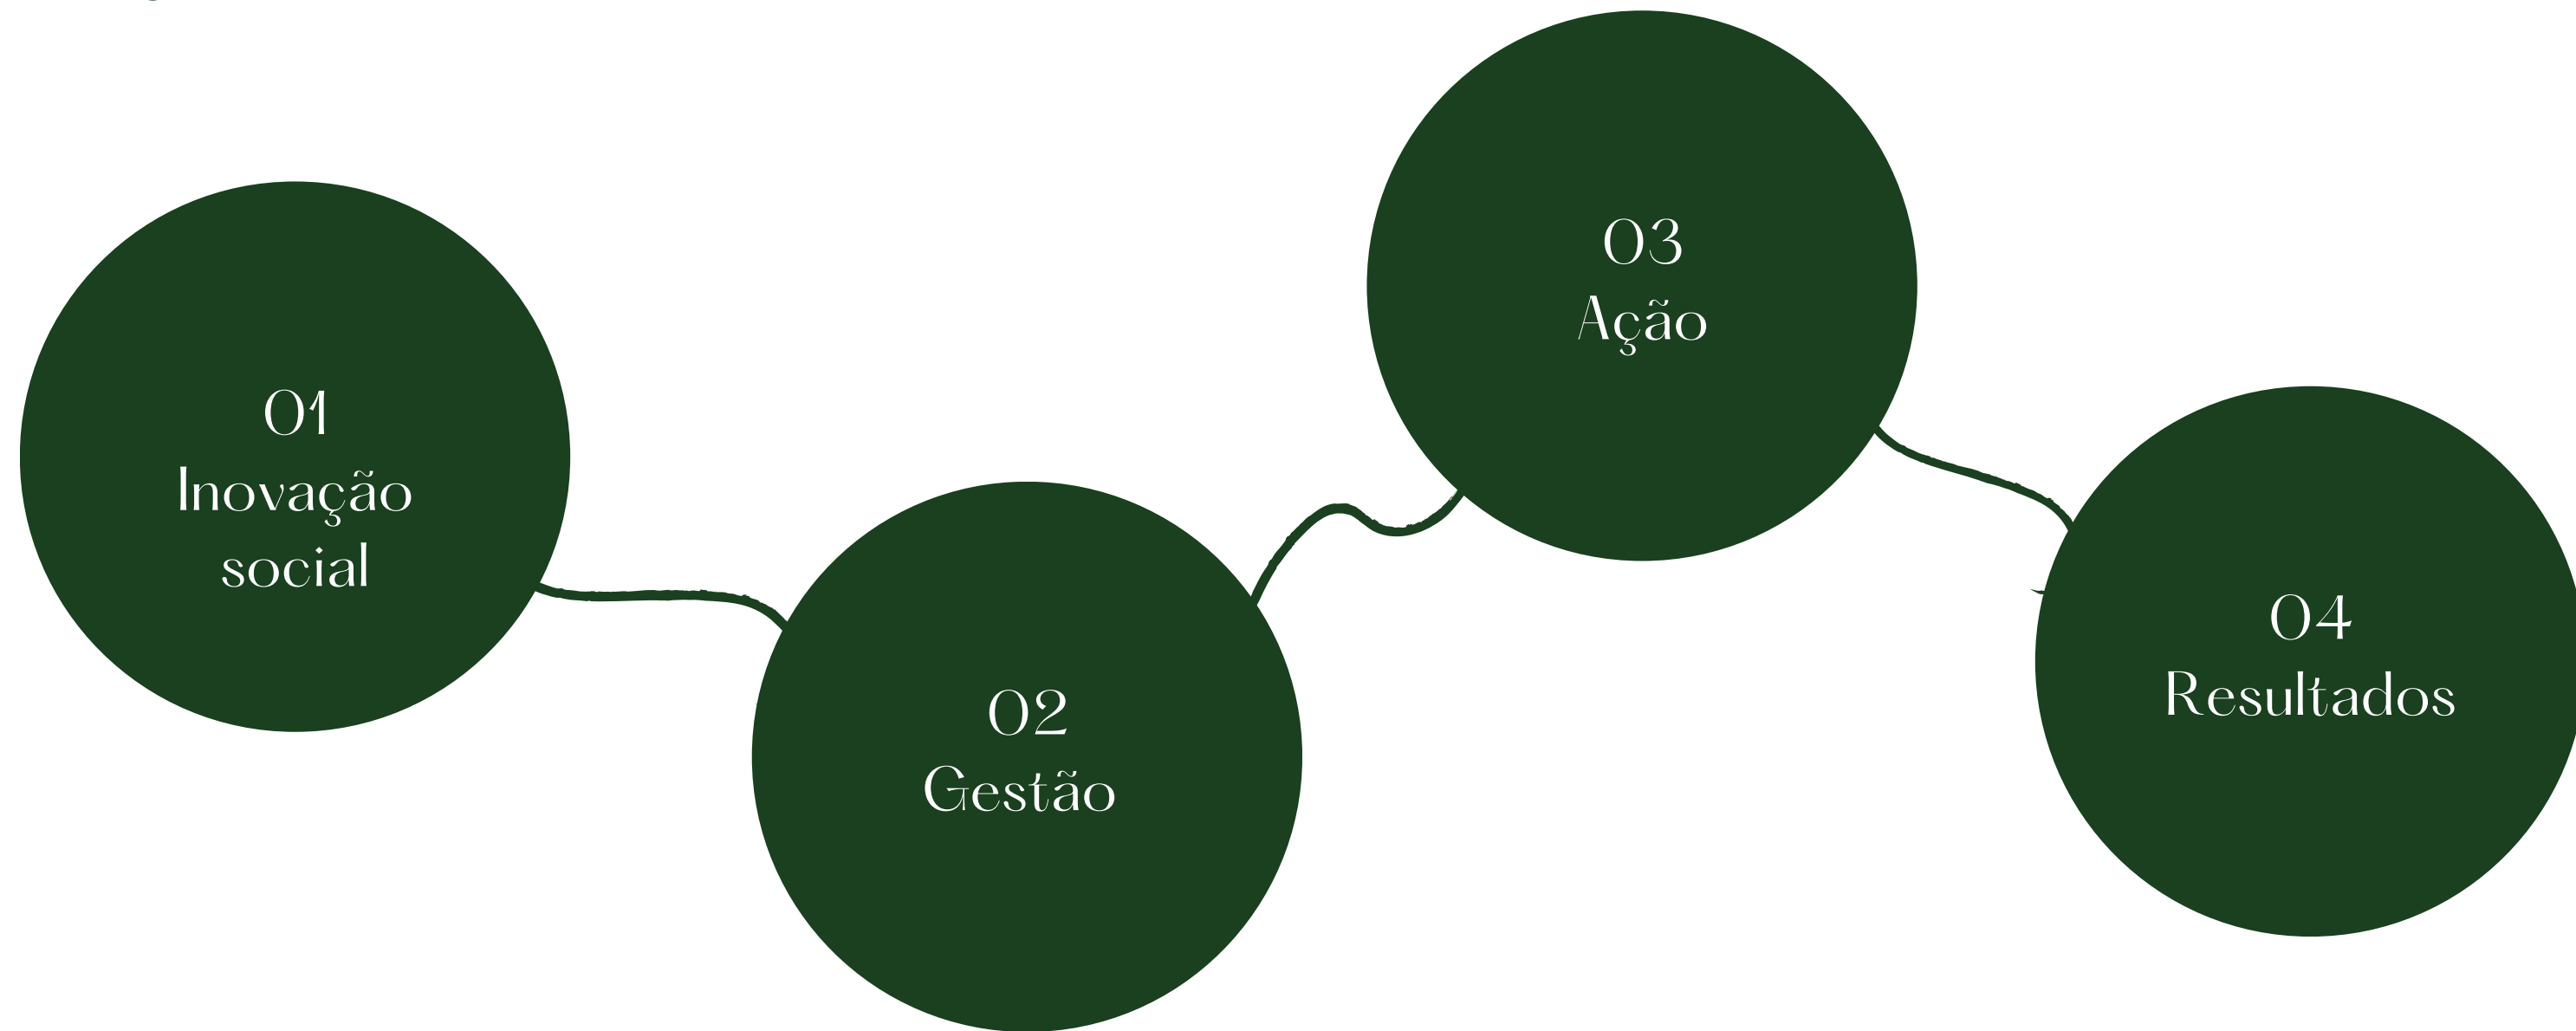 01
Inovação
social
02
Gestão
03
Ação
04
Resultados